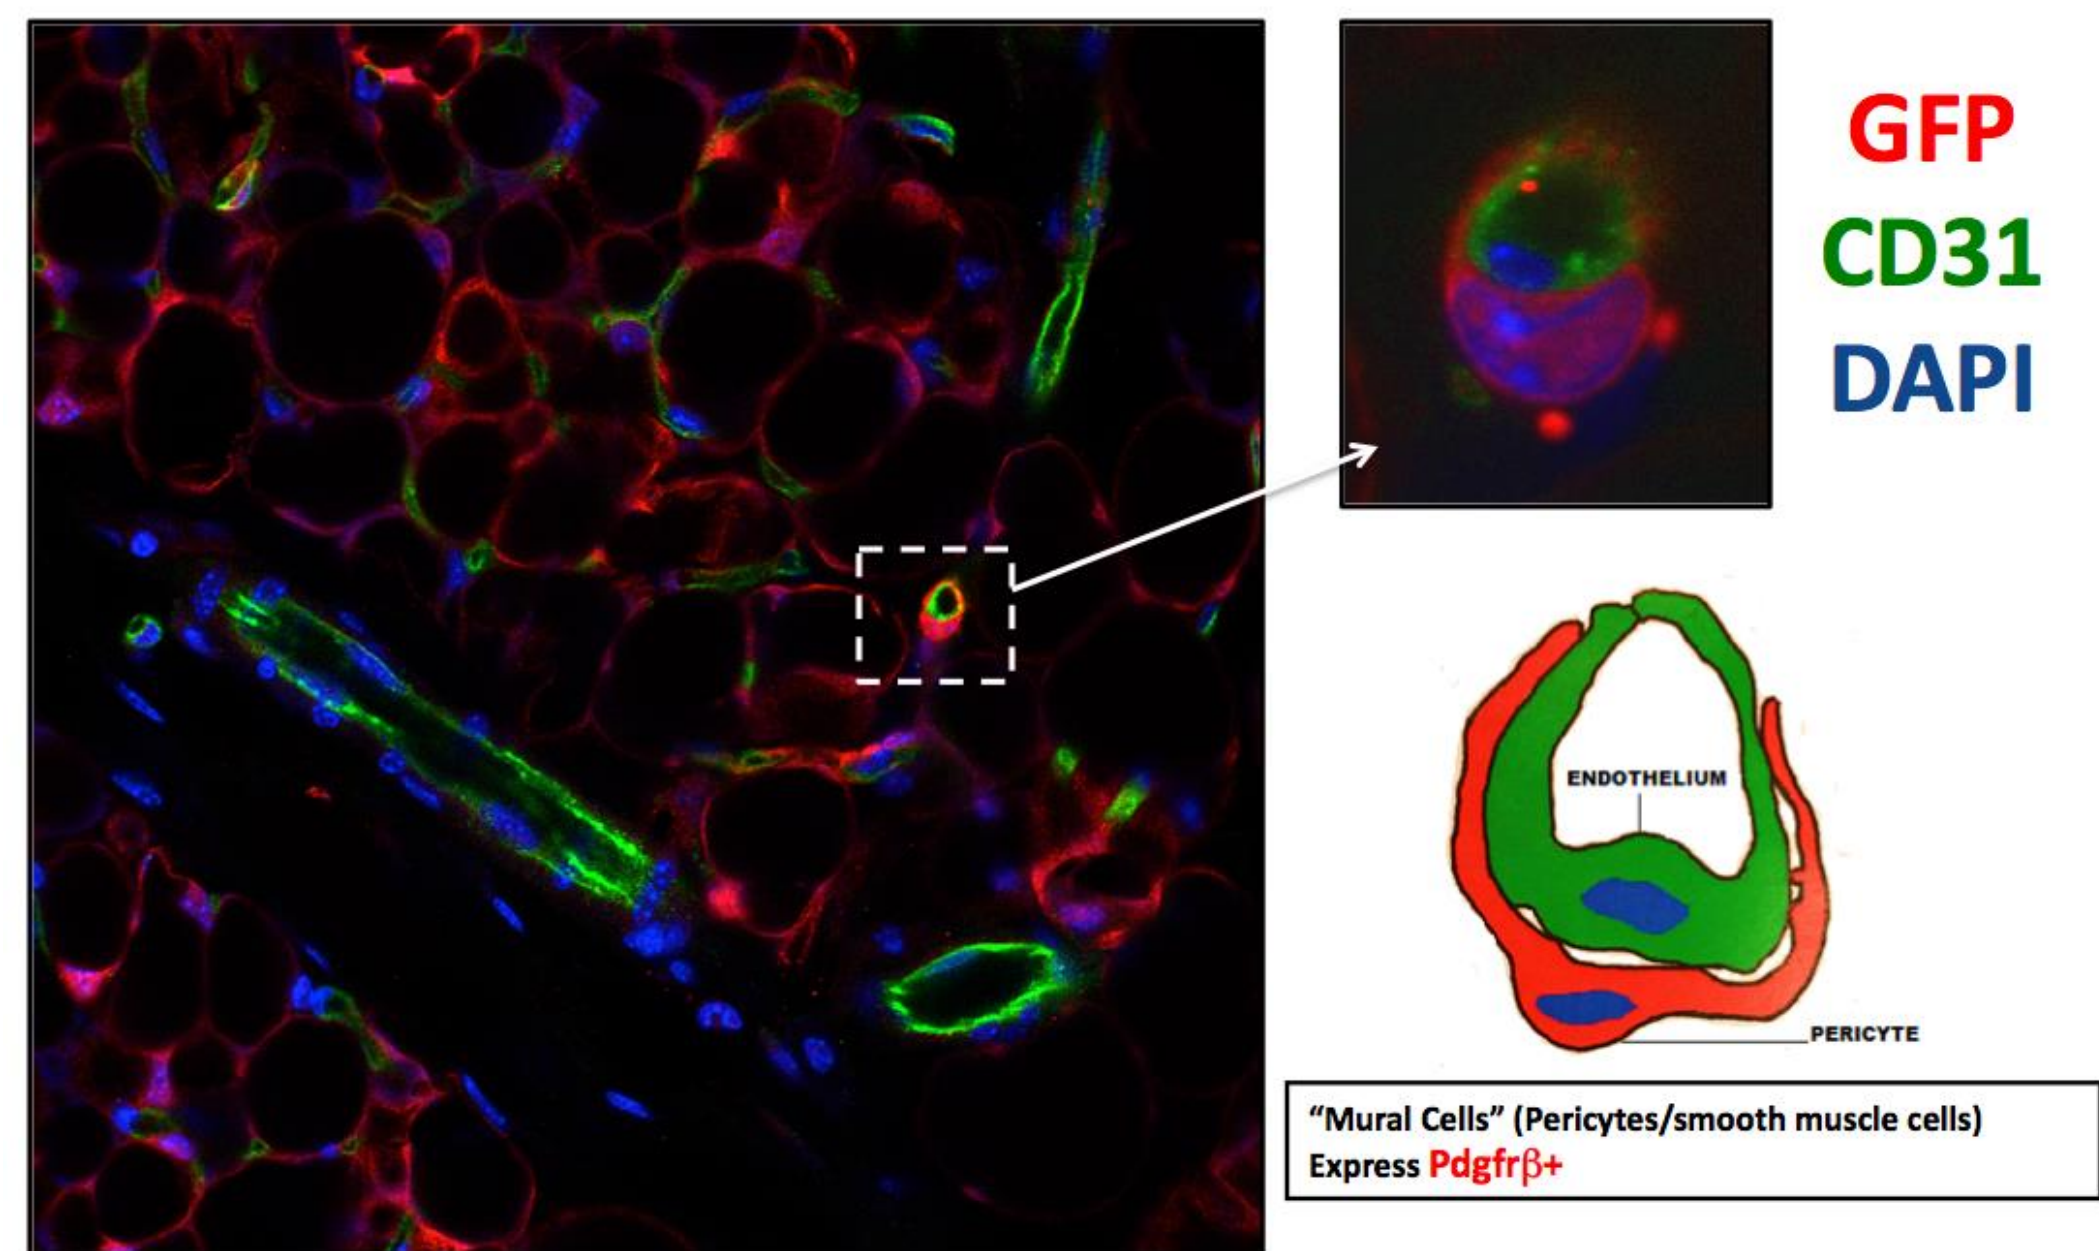 GFP
CD31
DAPI
ENDOTHELIUM
PERICYTE
“Mural Cells” (Pericytes/smooth muscle cells)
Express Pdgfrβ+